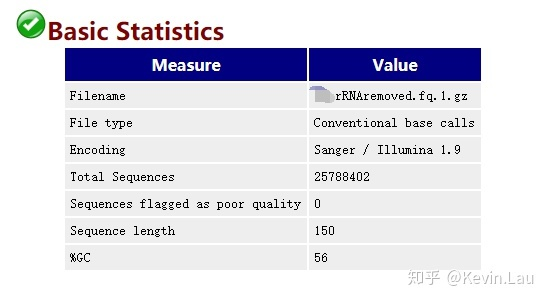 Basic Statistics
Measure Value
Filename rRNAremoved.fq.1.gz
File type Conventional base calls
Encoding Sanger / Illumina 1.9
Total Sequences 25788402
Sequences flagged as poor quality 0
Sequence length 150
%GC 56
知乎 @Kevin.Lau